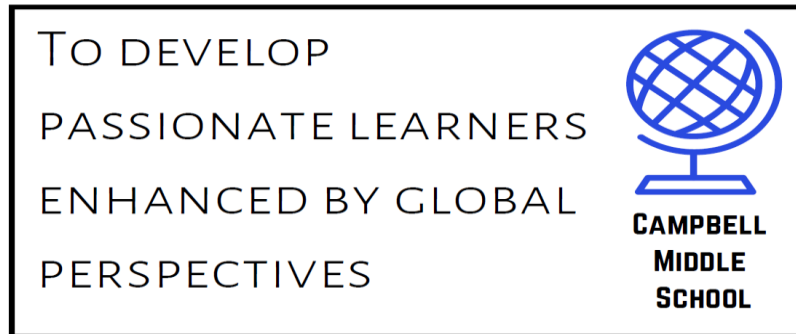 To develop
passionate learners
enhanced by global
perspectives
Campbell
Middle
School